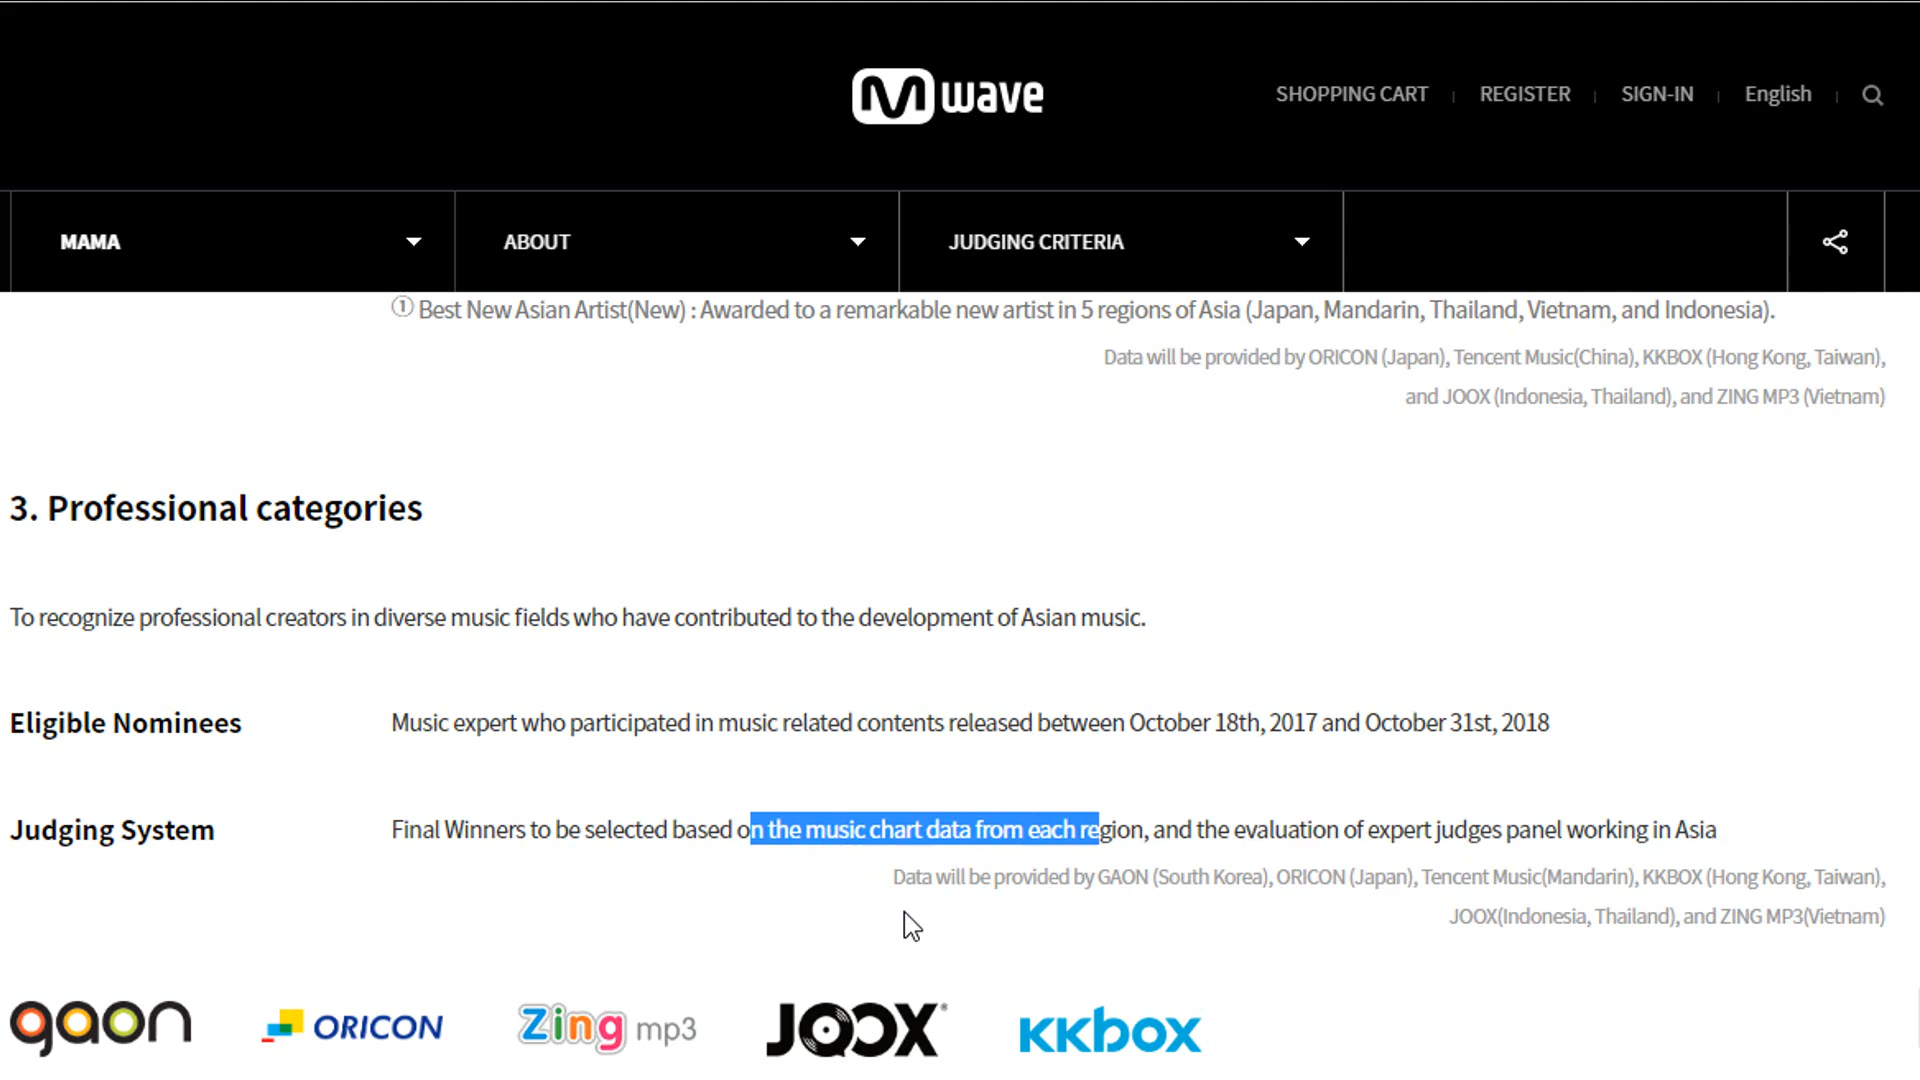 M wave
SHOPPING CART REGISTER SIGN-IN English
MAMA ABOUT JUDGING CRITERIA
① Best New Asian Artist(New) : Awarded to a remarkable new artist in 5 regions of Asia (Japan, Mandarin, Thailand, Vietnam, and Indonesia).
Data will be provided by ORICON (Japan), Tencent Music(China), KKBOX (Hong Kong, Taiwan),
and JOOX (Indonesia, Thailand), and ZING MP3 (Vietnam)
3. Professional categories
To recognize professional creators in diverse music fields who have contributed to the development of Asian music.
Eligible Nominees Music expert who participated in music related contents released between October 18th, 2017 and October 31st, 2018
Judging System Final Winners to be selected based on the music chart data from each region, and the evaluation of expert judges panel working in Asia
Data will be provided by GAON (South Korea), ORICON (Japan), Tencent Music(Mandarin), KKBOX (Hong Kong, Taiwan),
JOOX(Indonesia, Thailand), and ZING MP3(Vietnam)
gaon ORICON Zing mp3 JOOX® KKBOX